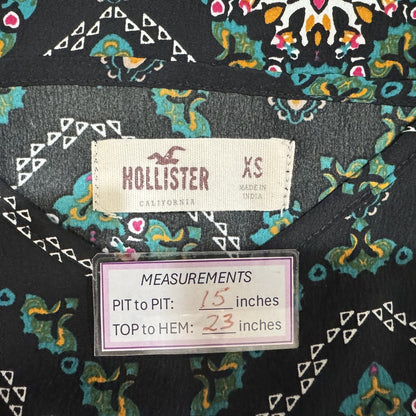 HOLLISTER
CALIFORNIA
XS
MADE IN
INDIA
MEASUREMENTS
PIT to PIT: 15 inches
TOP to HEM: 23 inches